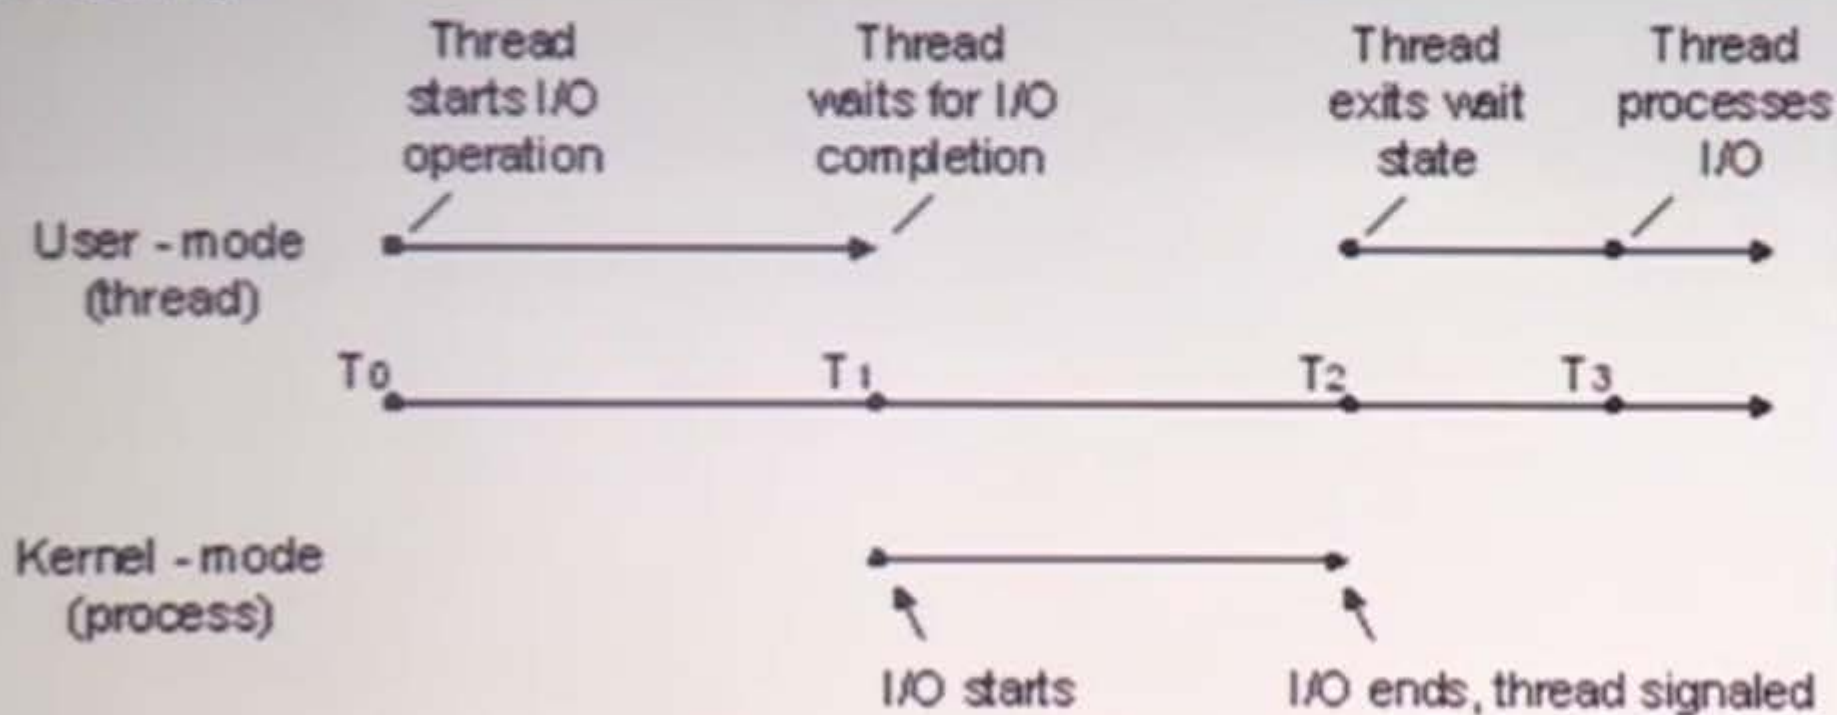 Thread
starts I/O
operation
Thread
waits for I/O
completion
Thread
exits wait
state
Thread
processes
I/O
User - mode
(thread)
T0
T1
T2
T3
Kernel - mode
(process)
I/O starts
I/O ends, thread signaled